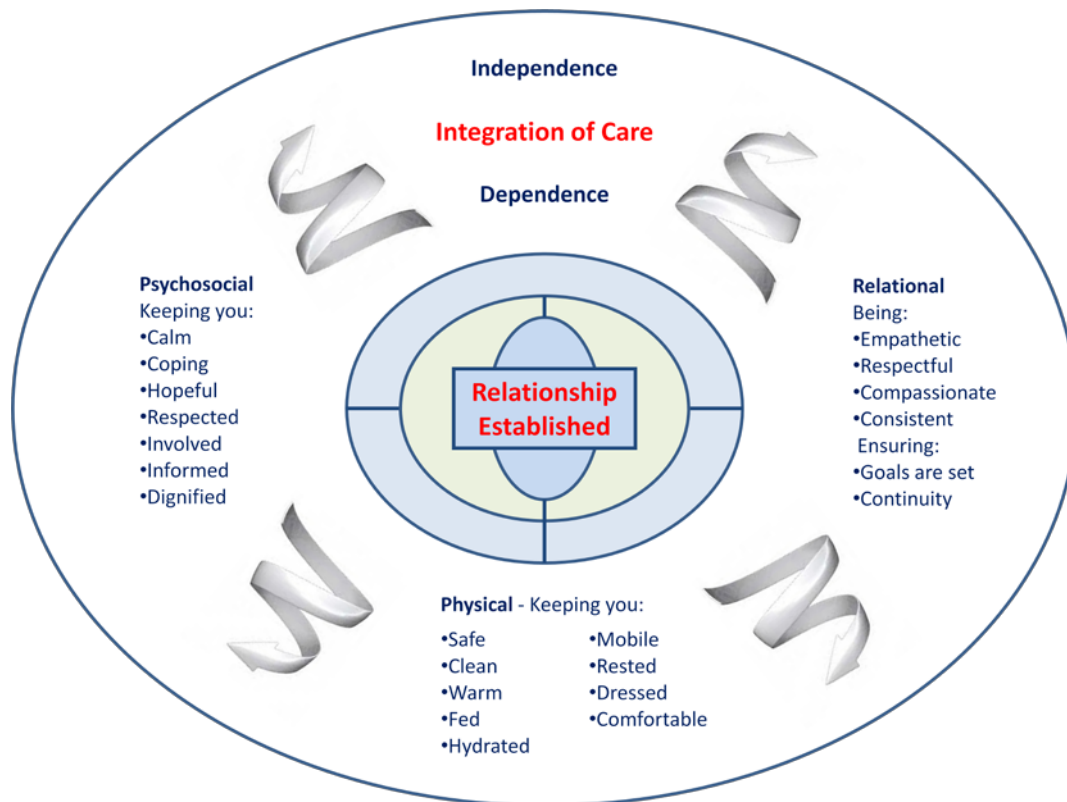 Independence
Integration of Care
Dependence
Psychosocial
Keeping you:
•Calm
•Coping
•Hopeful
•Respected
•Involved
•Informed
•Dignified
Relationship
Established
Relational
Being:
•Empathetic
•Respectful
•Compassionate
•Consistent
Ensuring:
•Goals are set
•Continuity
Physical - Keeping you:
•Safe
•Clean
•Warm
•Fed
•Hydrated
•Mobile
•Rested
•Dressed
•Comfortable